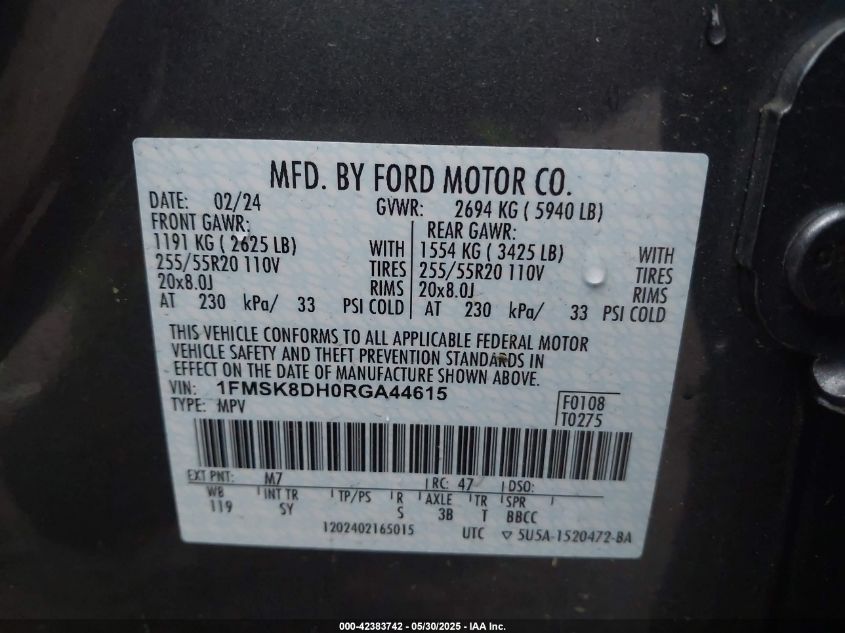 MFD. BY FORD MOTOR CO.
DATE: 02/24 GVWR: 2694 KG ( 5940 LB)
FRONT GAWR: REAR GAWR:
1191 KG ( 2625 LB) WITH 1554 KG ( 3425 LB) WITH
255/55R20 110V TIRES 255/55R20 110V TIRES
20x8.0J RIMS 20x8.0J RIMS
AT 230 kPa/ 33 PSI COLD AT 230 kPa/ 33 PSI COLD
THIS VEHICLE CONFORMS TO ALL APPLICABLE FEDERAL MOTOR
VEHICLE SAFETY AND THEFT PREVENTION STANDARDS IN
EFFECT ON THE DATE OF MANUFACTURE SHOWN ABOVE.
VIN: 1FMSK8DH0RGA44615 F0108
TYPE: MPV T0275
EXT PNT: M7 RC: 47 DSO:
WB INT TR TP/PS R AXLE TR SPR
119 SY S 3B T BBCC
1202402165015 UTC ▽ 5U5A-1520472-BA
000-42383742 - 05/30/2025 - IAA Inc.